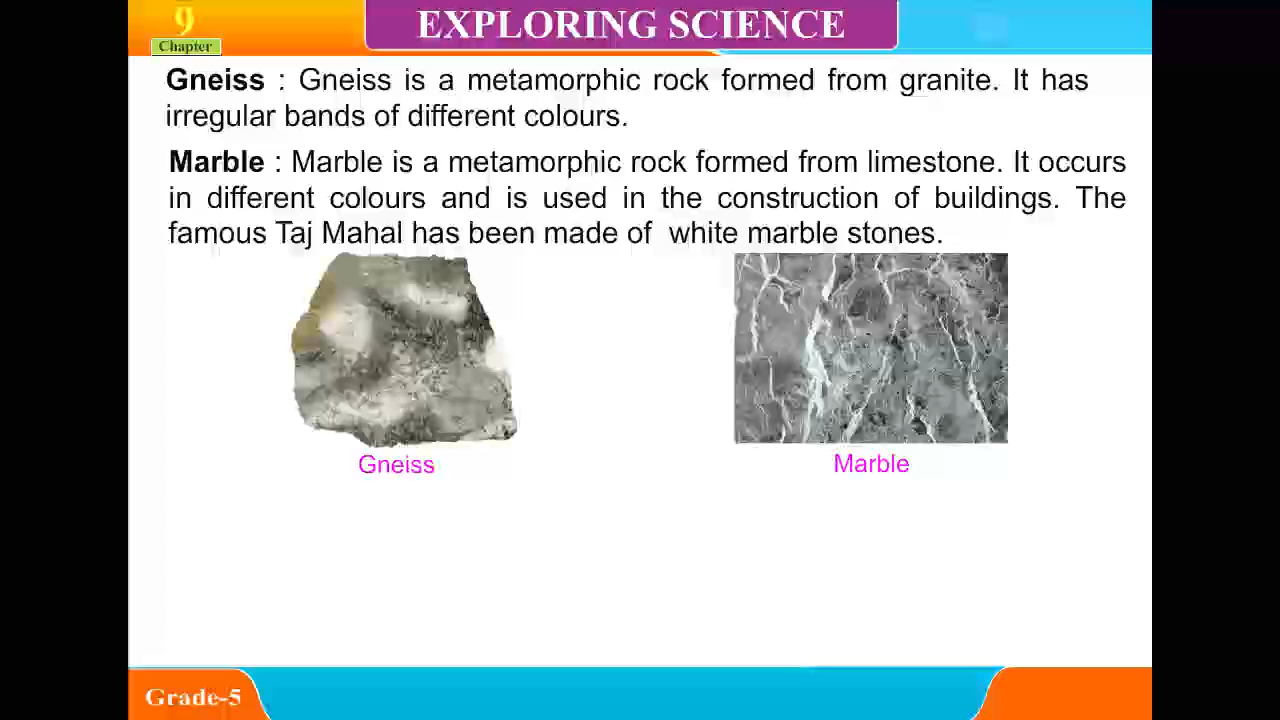 9
Chapter
EXPLORING SCIENCE
Gneiss : Gneiss is a metamorphic rock formed from granite. It has
irregular bands of different colours.
Marble : Marble is a metamorphic rock formed from limestone. It occurs
in different colours and is used in the construction of buildings. The
famous Taj Mahal has been made of white marble stones.
Gneiss
Marble
Grade-5